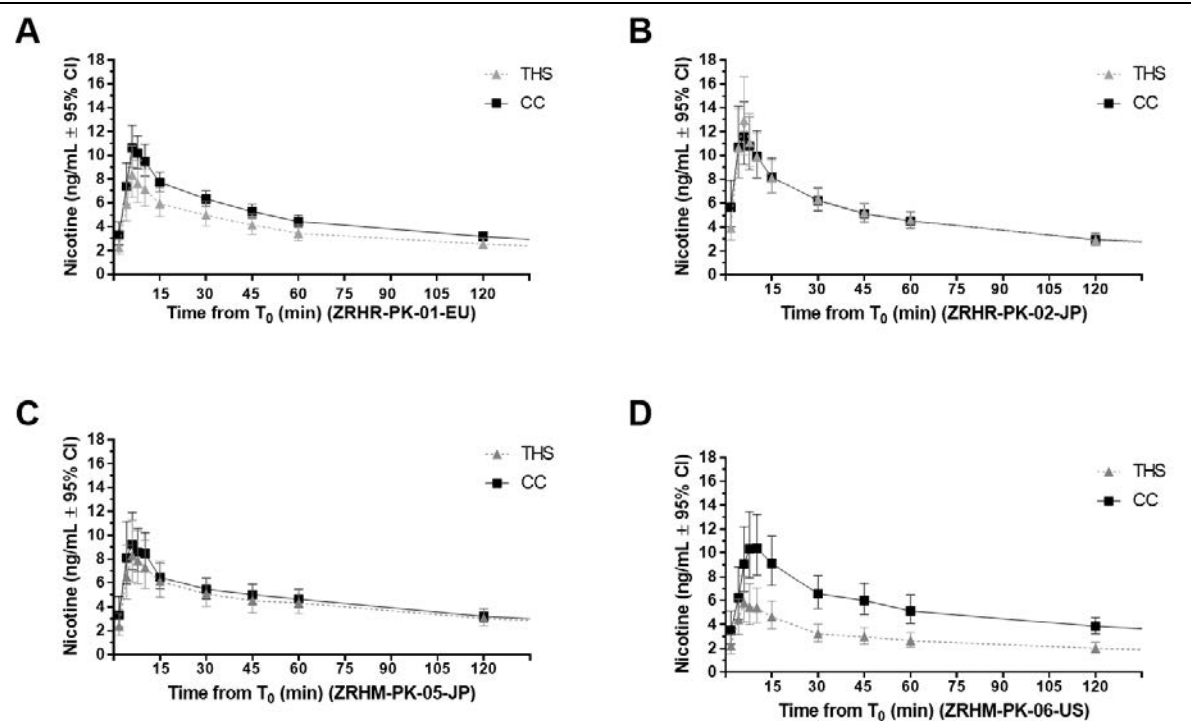 A
Nicotine (ng/mL ± 95% CI)
18
16
14
12
10
8
6
4
2
0
THS
CC
15 30 45 60 75 90 105 120
Time from T0 (min) (ZRHR-PK-01-EU)
B
Nicotine (ng/mL ± 95% CI)
18
16
14
12
10
8
6
4
2
0
THS
CC
15 30 45 60 75 90 105 120
Time from T0 (min) (ZRHR-PK-02-JP)
C
Nicotine (ng/mL ± 95% CI)
18
16
14
12
10
8
6
4
2
0
THS
CC
15 30 45 60 75 90 105 120
Time from T0 (min) (ZRHM-PK-05-JP)
D
Nicotine (ng/mL ± 95% CI)
18
16
14
12
10
8
6
4
2
0
THS
CC
15 30 45 60 75 90 105 120
Time from T0 (min) (ZRHM-PK-06-US)